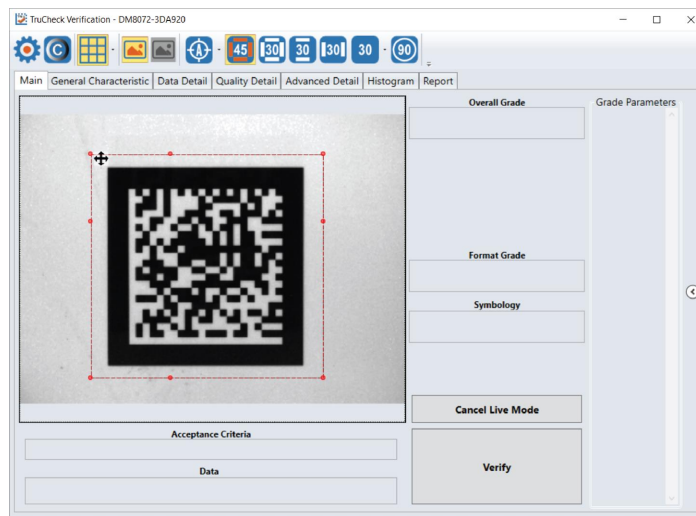 TruCheck Verification - DM8072-3DA920
A 45 30 30 30 30 90
Main General Characteristic Data Detail Quality Detail Advanced Detail Histogram Report
Overall Grade
Grade Parameters
Format Grade
Symbology
Cancel Live Mode
Acceptance Criteria
Verify
Data